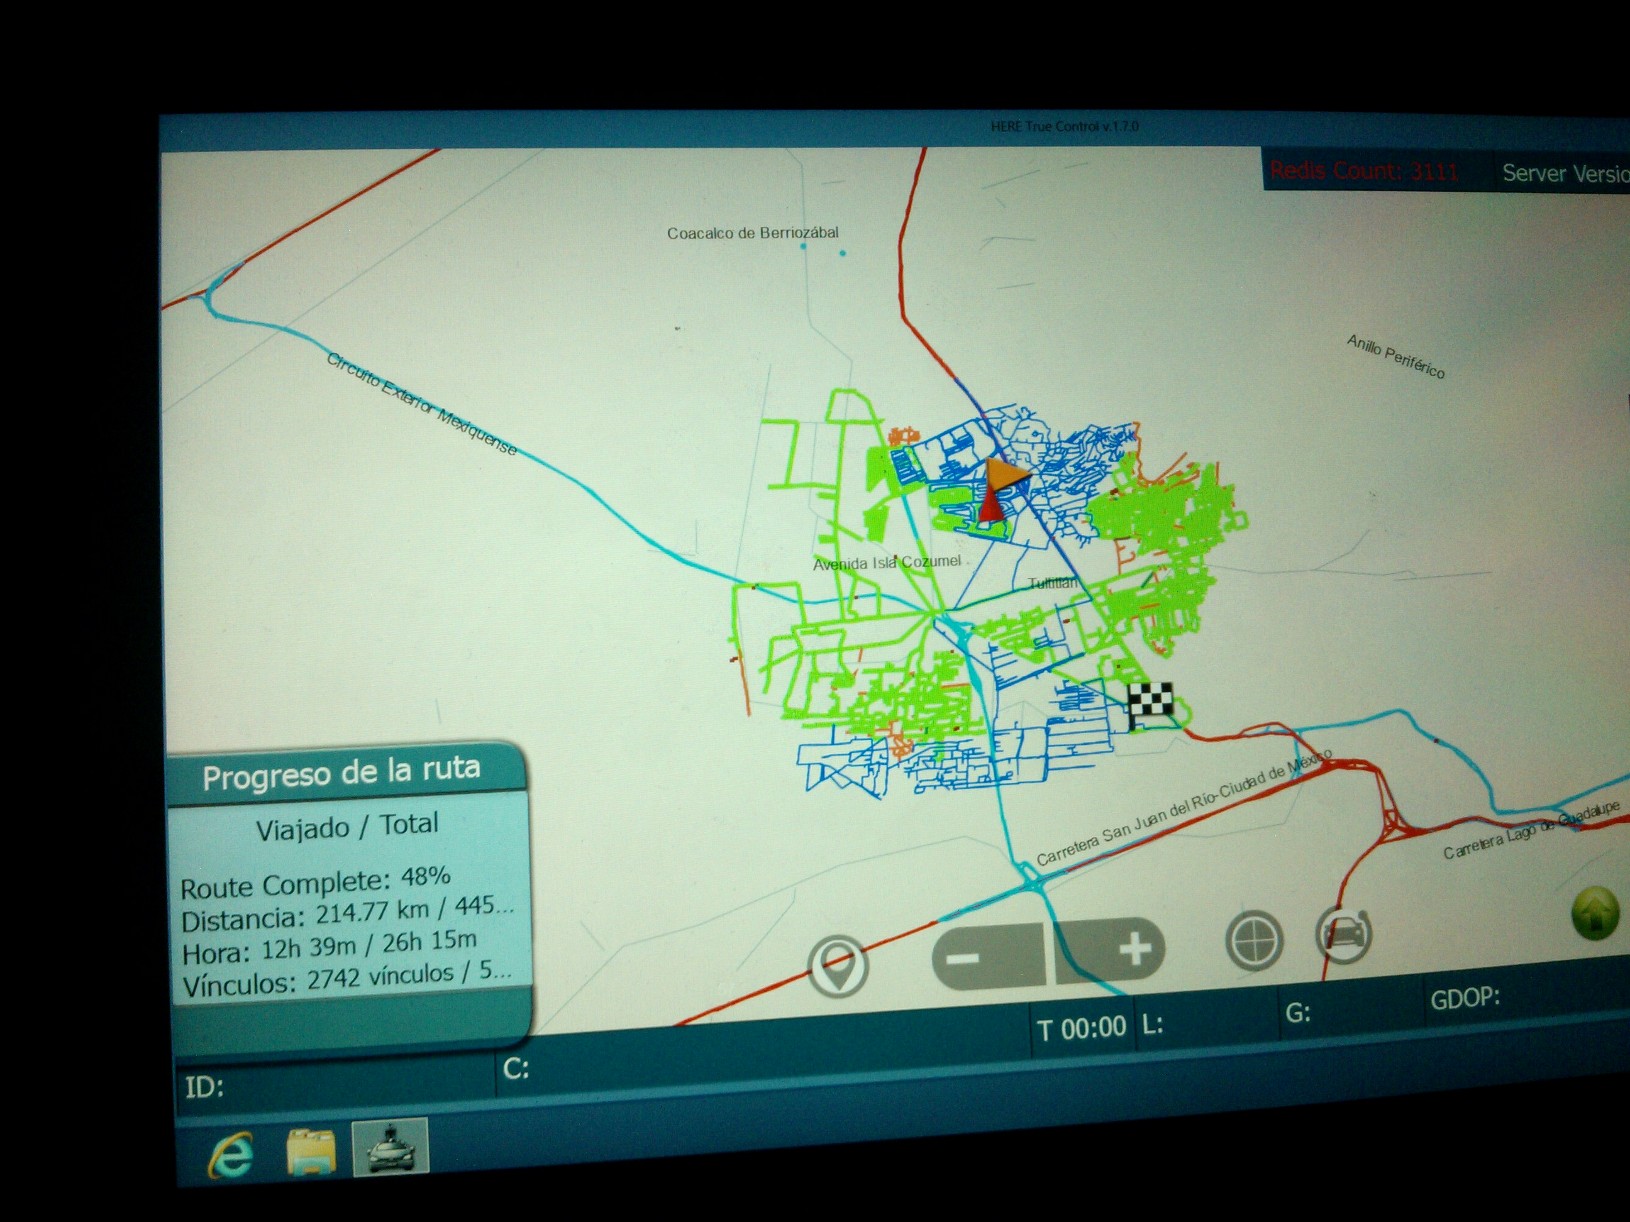 HERE True Control v.1.7.0
Redis Count: 3111
Server Versio
Coacalco de Berriozábal
Anillo Periférico
Circuito Exterior Mexiquense
Avenida Isla Cozumel
Tultitlán
Carretera San Juan del Río-Ciudad de México
Carretera Lago de Guadalupe
Progreso de la ruta
Viajado / Total
Route Complete: 48%
Distancia: 214.77 km / 445...
Hora: 12h 39m / 26h 15m
Vínculos: 2742 vínculos / 5...
T 00:00
L:
G:
GDOP:
ID:
C: